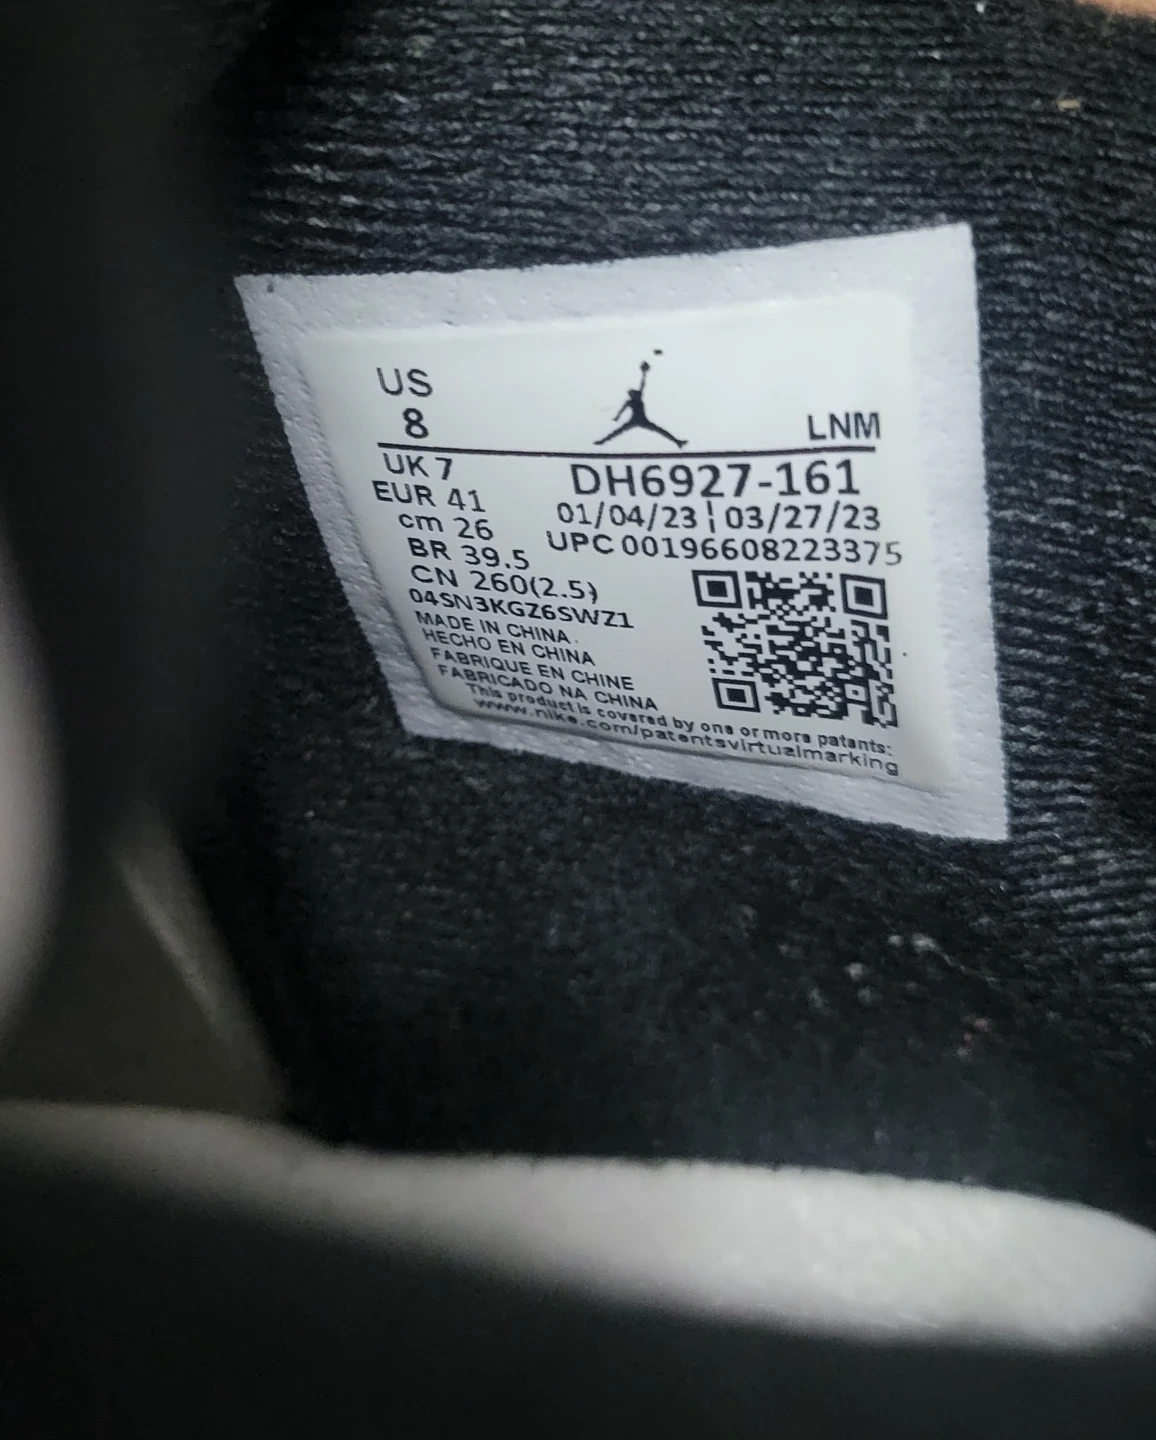 US
8
LNM
UK 7
EUR 41
cm 26
BR 39.5
CN 260(2.5)
DH6927-161
01/04/23 ¦ 03/27/23
UPC 00196608223375
04SN3KGZ6SWZ1
MADE IN CHINA
HECHO EN CHINA
FABRIQUE EN CHINE
FABRICADO NA CHINA
This product is covered by one or more patents:
www.nike.com/patentsvirtualmarking